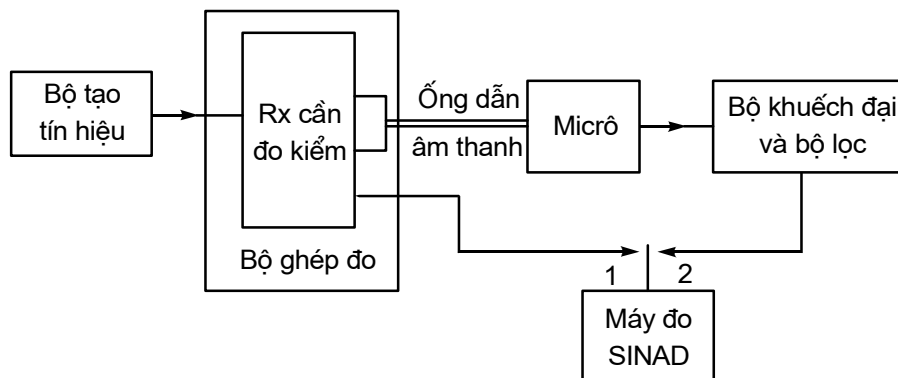 Bộ tạo
tín hiệu
Rx cần
đo kiểm
Bộ ghép đo
Ống dẫn
âm thanh
Micrô
Bộ khuếch đại
và bộ lọc
1
2
Máy đo
SINAD